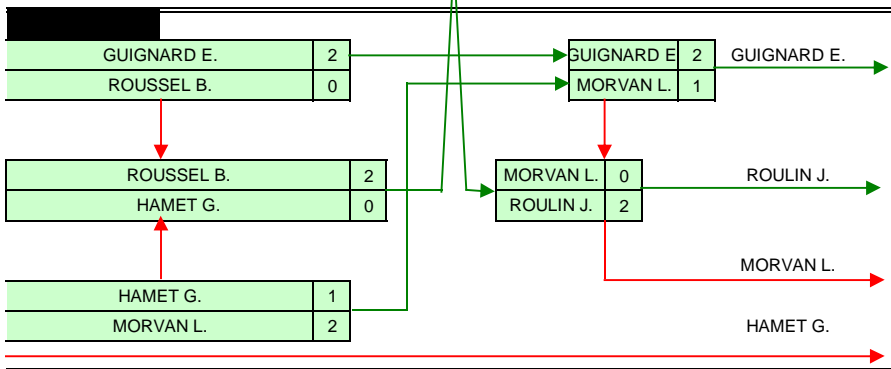 GUIGNARD E. 2 GUIGNARD E 2 GUIGNARD E.
ROUSSEL B. 0 MORVAN L. 1
ROUSSEL B. 2 MORVAN L. 0 ROULIN J.
HAMET G. 0 ROULIN J. 2
MORVAN L.
HAMET G. 1
MORVAN L. 2 HAMET G.